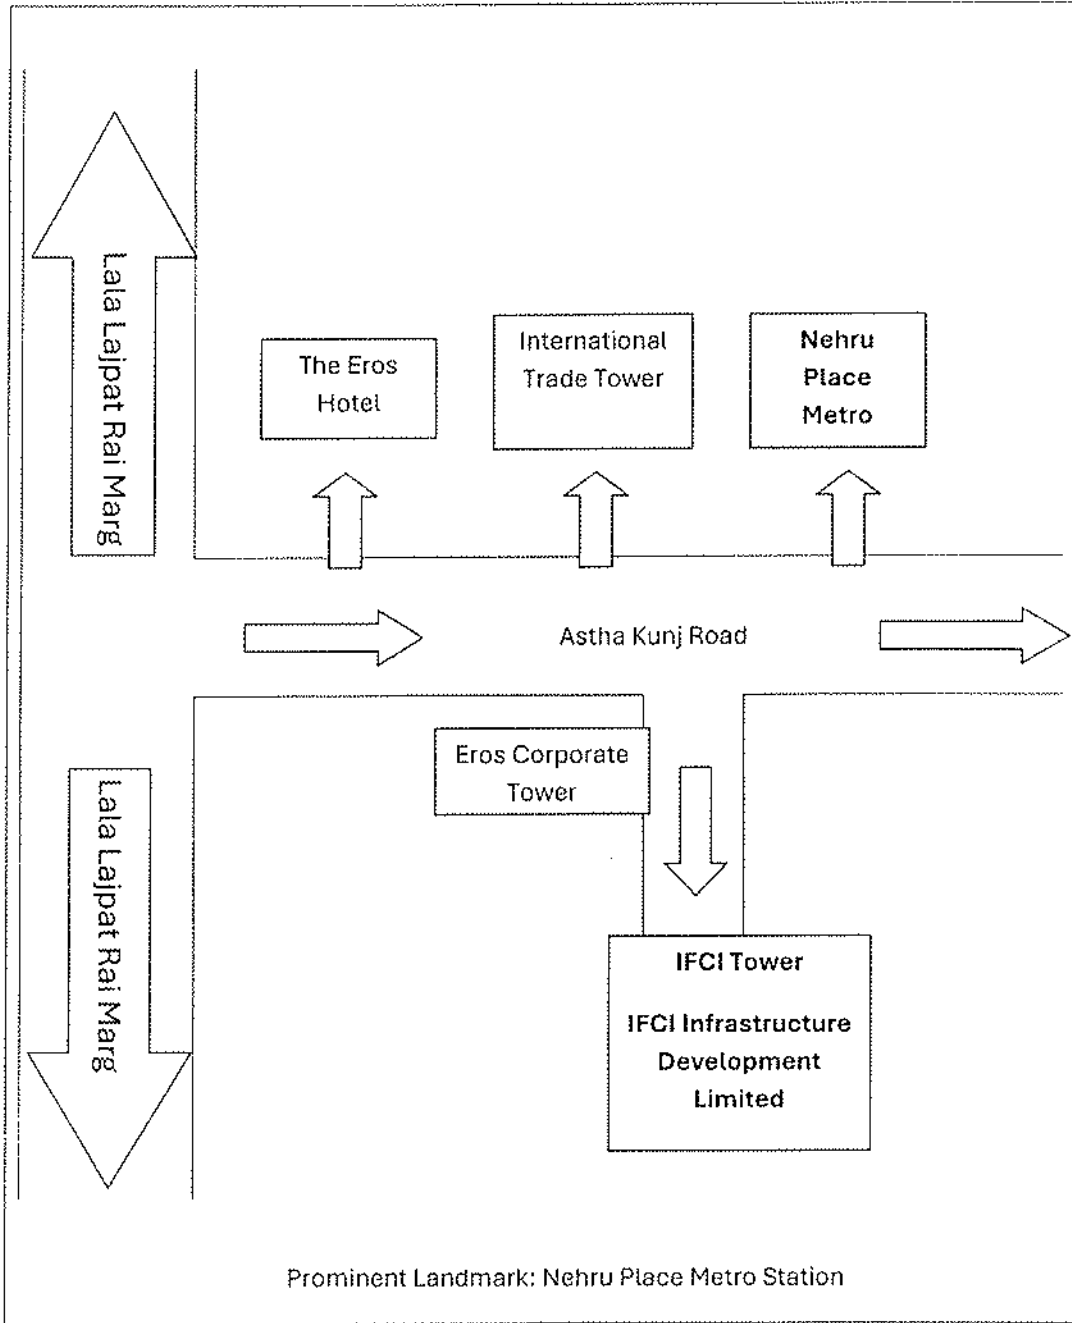 Lala Lajpat Rai Marg
The Eros
Hotel
International
Trade Tower
Nehru
Place
Metro
Astha Kunj Road
Eros Corporate
Tower
Lala Lajpat Rai Marg
IFCI Tower
IFCI Infrastructure
Development
Limited
Prominent Landmark: Nehru Place Metro Station